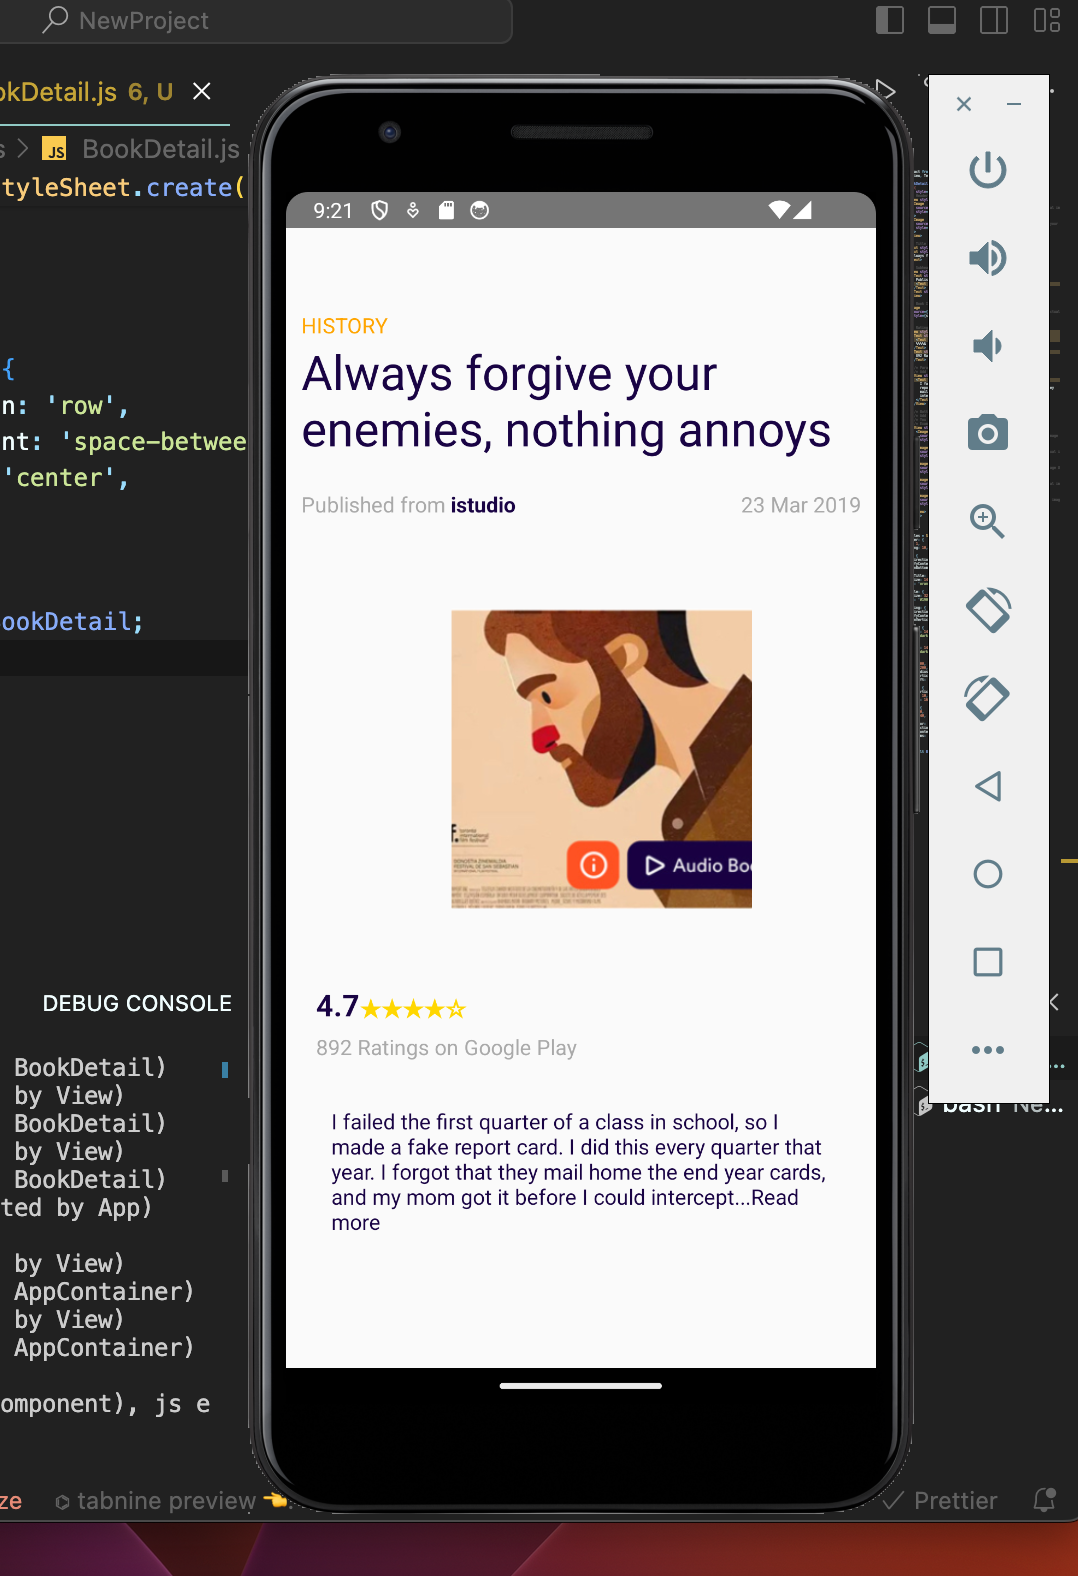 NewProject
okDetail.js 6, U
s > JS BookDetail.js
tyleSheet.create(
{
n: 'row',
nt: 'space-betwee
'center',
ookDetail;
DEBUG CONSOLE
BookDetail)
by View)
BookDetail)
by View)
BookDetail)
ted by App)
by View)
AppContainer)
by View)
AppContainer)
omponent), js e
ze
tabnine preview
Prettier
bash Ne...
9:21
HISTORY
Always forgive your
enemies, nothing annoys
Published from istudio
23 Mar 2019
Audio Boo
4.7★★★★☆
892 Ratings on Google Play
I failed the first quarter of a class in school, so I
made a fake report card. I did this every quarter that
year. I forgot that they mail home the end year cards,
and my mom got it before I could intercept...Read
more